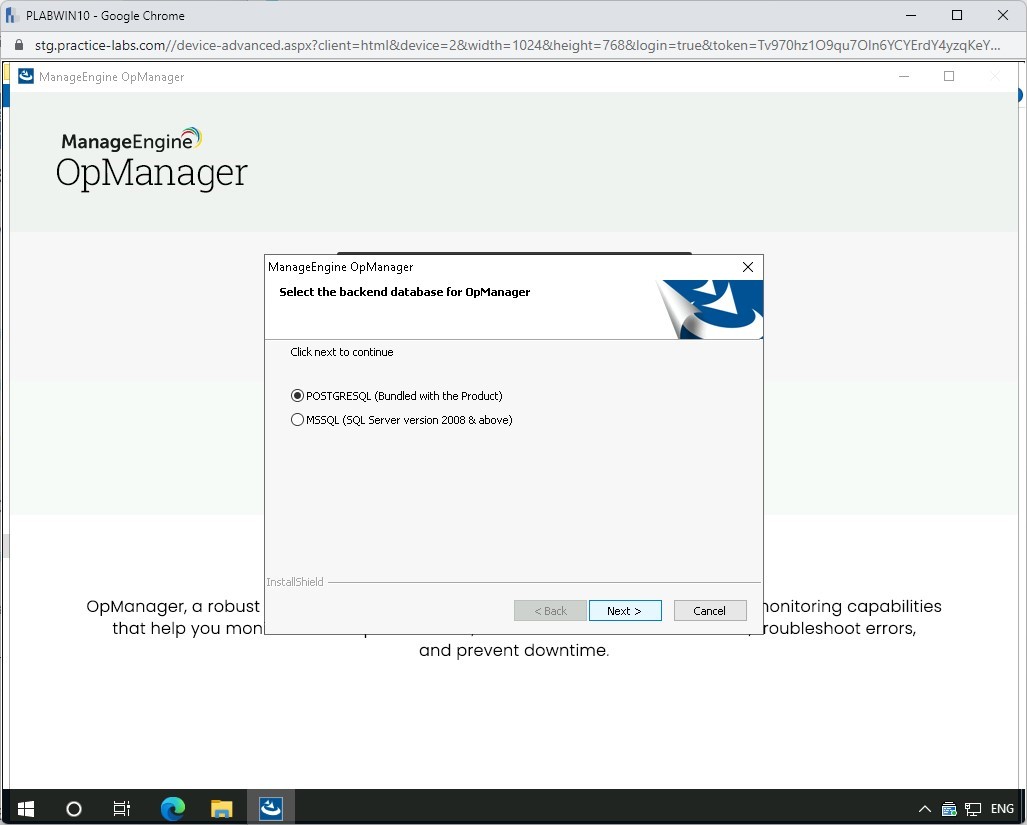 PLABWIN10 - Google Chrome
stg.practice-labs.com//device-advanced.aspx?client=html&device=2&width=1024&height=768&login=true&token=Tv970hz1O9qu7OIn6YCYErdY4yzqKeY...
ManageEngine OpManager
ManageEngine
OpManager
ManageEngine OpManager
Select the backend database for OpManager
Click next to continue
POSTGRESQL (Bundled with the Product)
MSSQL (SQL Server version 2008 & above)
InstallShield
< Back Next > Cancel
OpManager, a robust onitoring capabilities
that help you mon roubleshoot errors,
and prevent downtime.
ENG